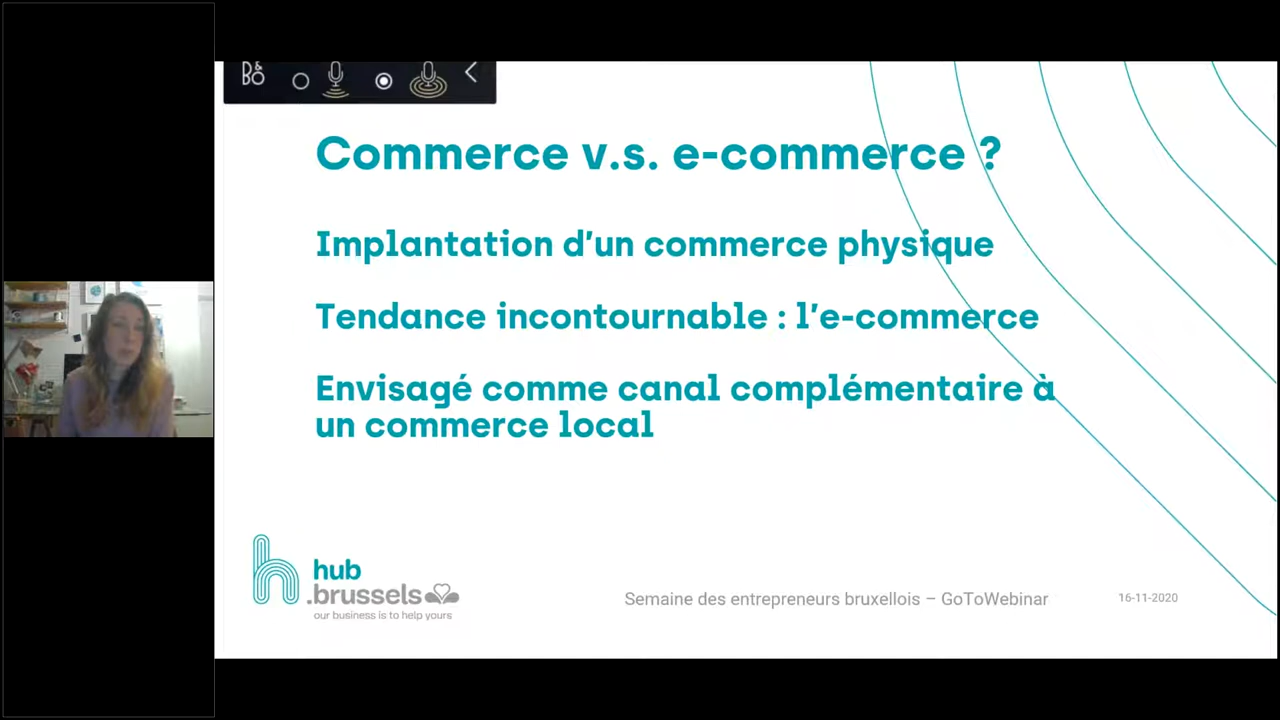 B&
BO
Commerce v.s. e-commerce ?
Implantation d'un commerce physique
Tendance incontournable : l'e-commerce
Envisagé comme canal complémentaire à
un commerce local
hub
.brussels
our business is to help yours
Semaine des entrepreneurs bruxellois – GoToWebinar
16-11-2020